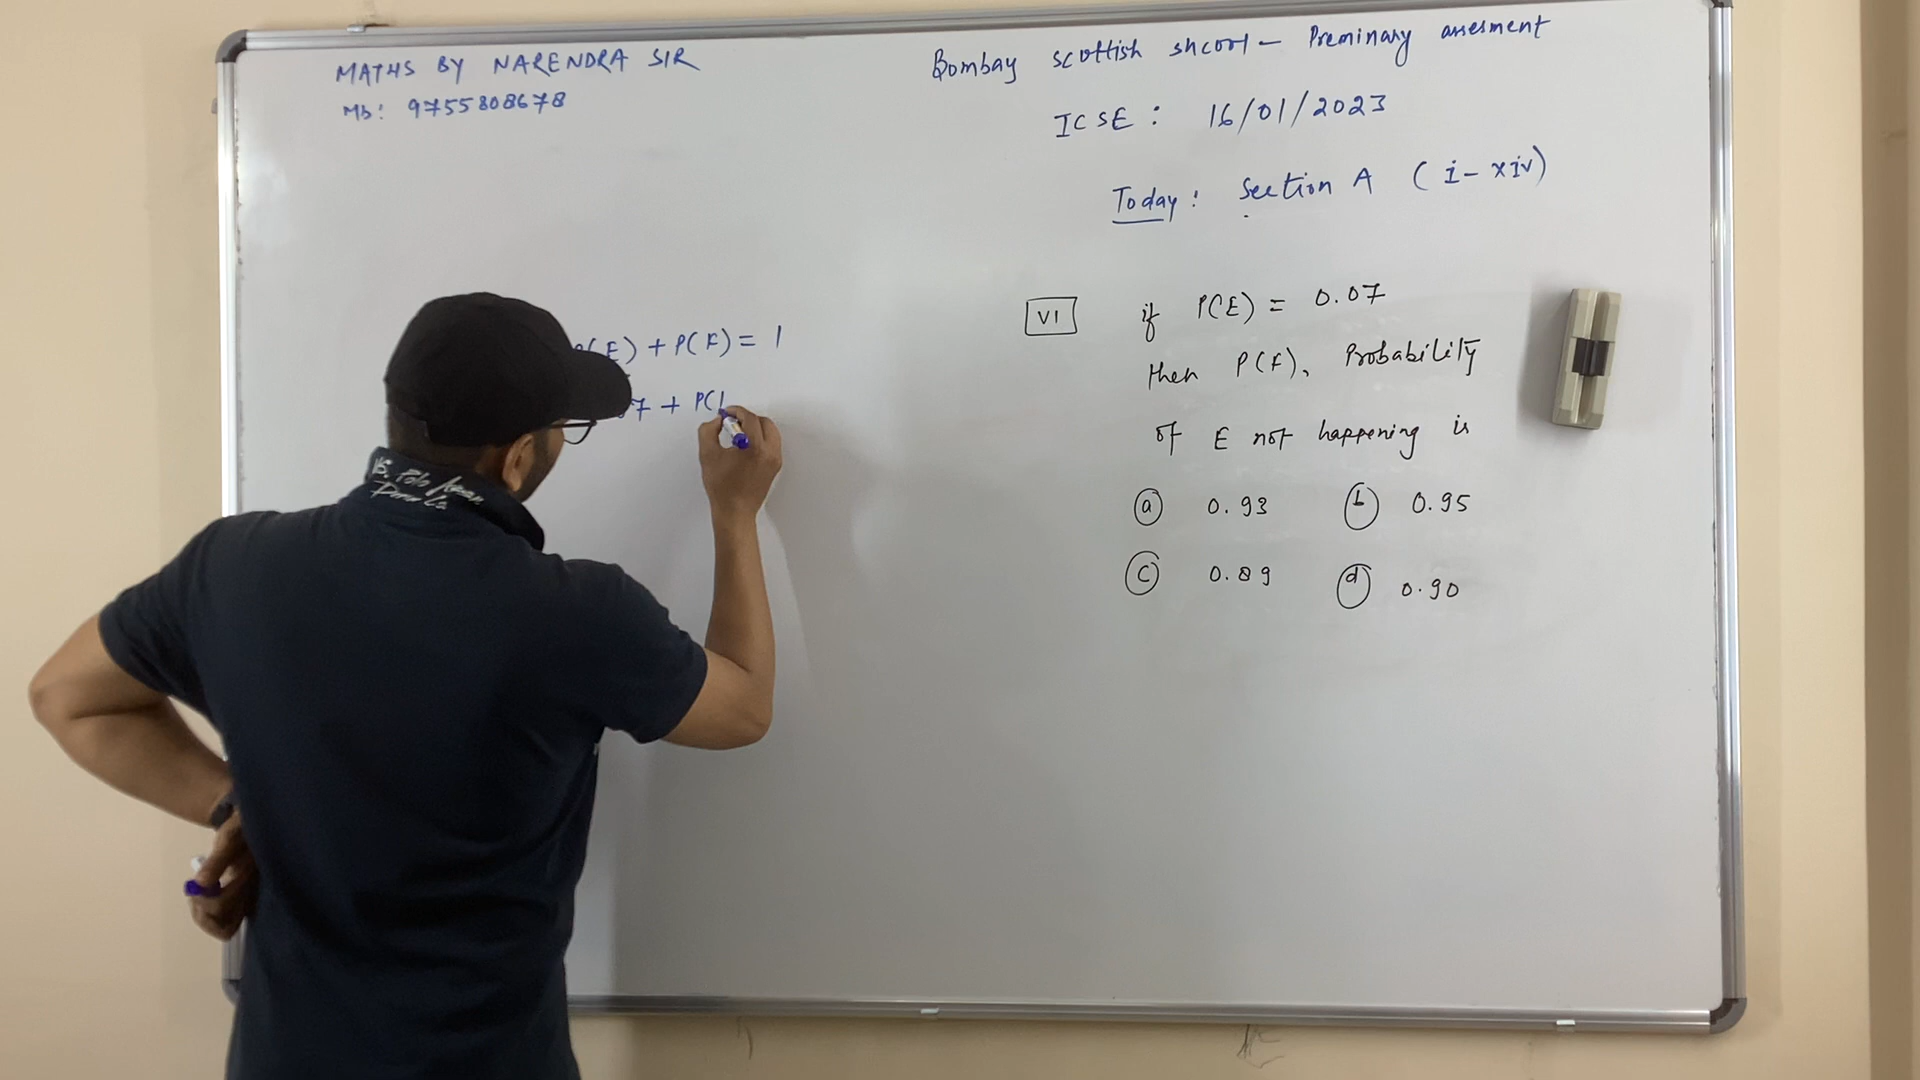 MATHS BY NARENDRA SIR
Mb: 9755808678
Bombay scottish shcool - Preminary assesment
ICSE: 16/01/2023
Today: Section A (i - xiv)
P(E) + P(F) = 1
7 + P(
VI if P(E) = 0.07
then P(F), Probability
of E not happening is
(a) 0.93 (b) 0.95
(c) 0.89 (d) 0.90